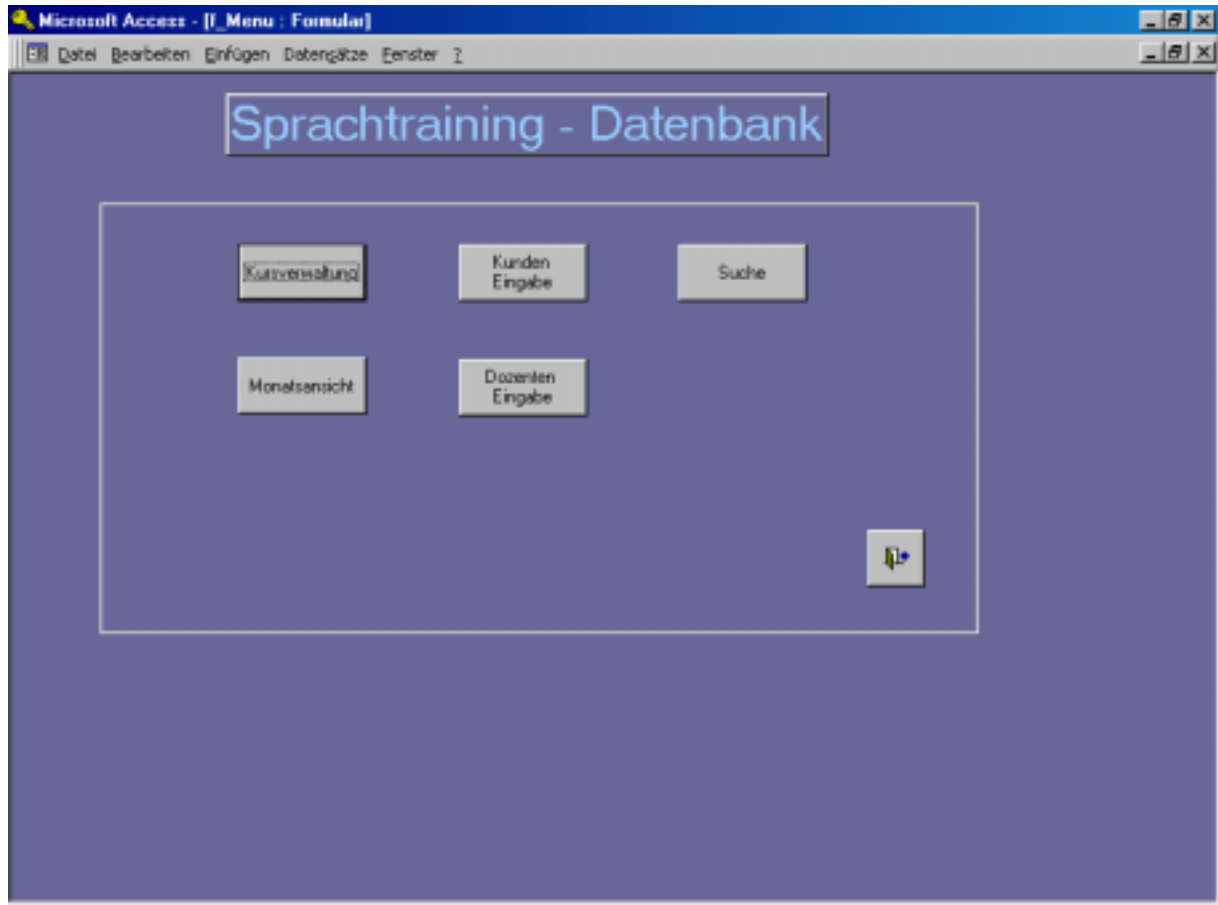 Microsoft Access - [f_Menu : Formular]
Datei Bearbeiten Einfügen Datensätze Fenster ?
Sprachtraining - Datenbank
Kursverwaltung
Kunden
Eingabe
Suche
Monatsansicht
Dozenten
Eingabe